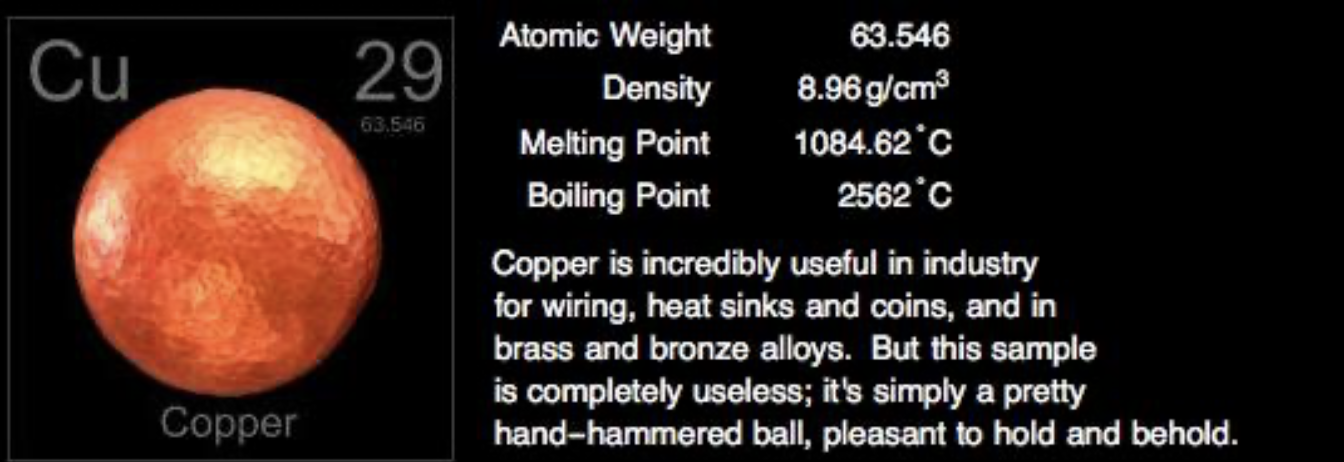 Cu 29
63.546
Copper
Atomic Weight 63.546
Density 8.96 g/cm³
Melting Point 1084.62 °C
Boiling Point 2562 °C
Copper is incredibly useful in industry
for wiring, heat sinks and coins, and in
brass and bronze alloys.  But this sample
is completely useless; it's simply a pretty
hand–hammered ball, pleasant to hold and behold.